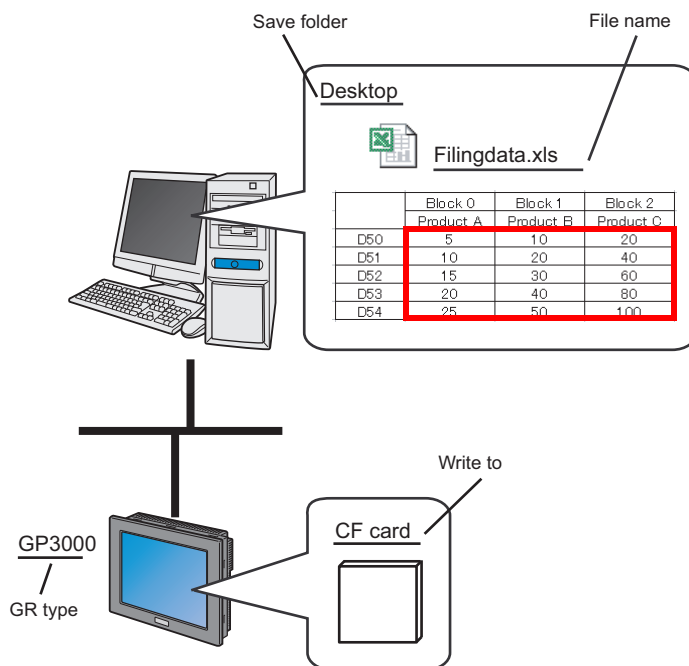 Save folder
File name
Desktop
Filingdata.xls
Block 0 Block 1 Block 2
Product A Product B Product C
D50 5 10 20
D51 10 20 40
D52 15 30 60
D53 20 40 80
D54 25 50 100
Write to
CF card
GP3000
GR type